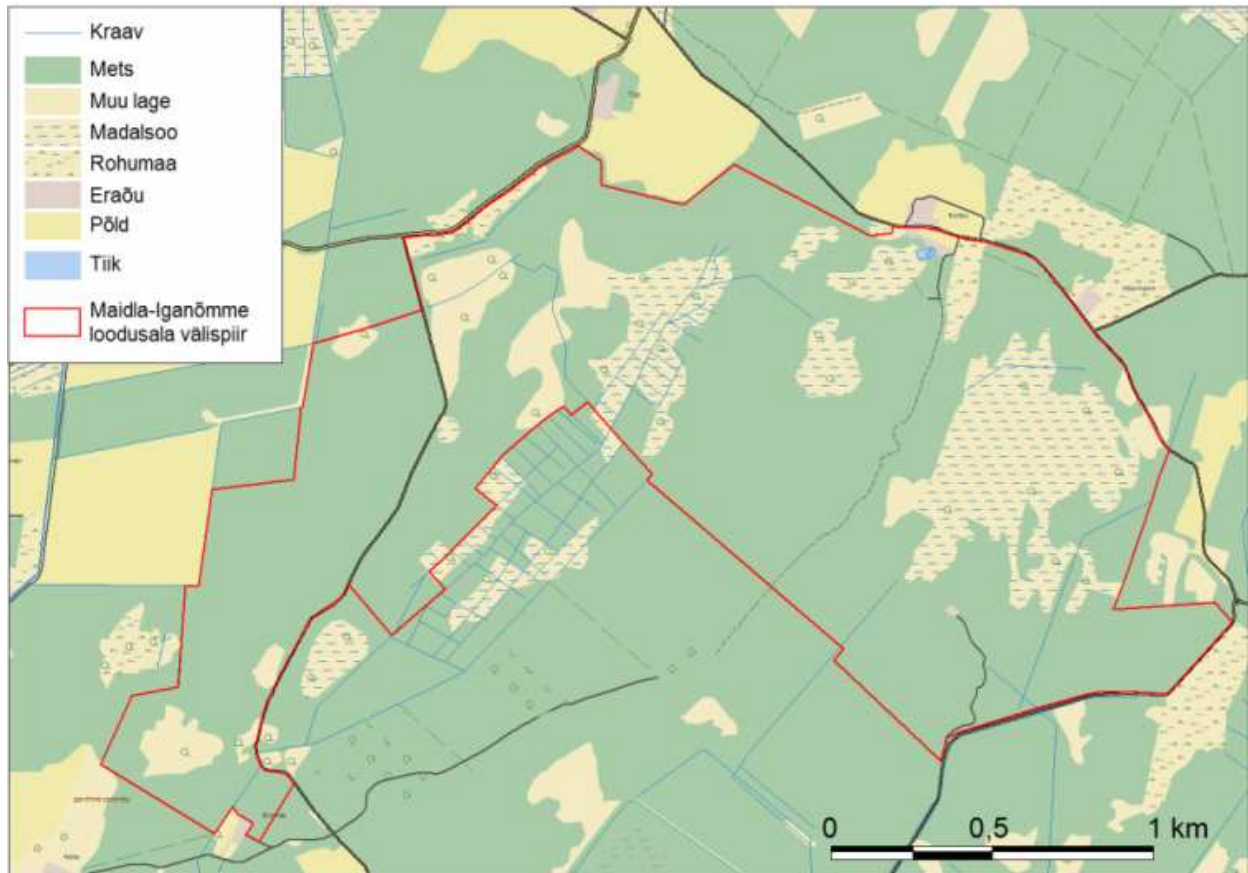 Kraav
Mets
Muu lage
Madalsoo
Rohumaa
Eraõu
Põld
Tiik
Maidla-Iganõmme
loodusala välispiir
0 0,5 1 km